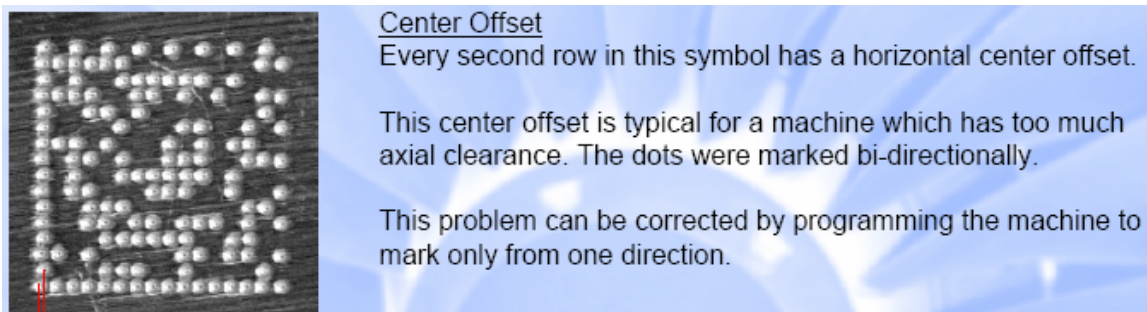 Center Offset
Every second row in this symbol has a horizontal center offset.
This center offset is typical for a machine which has too much
axial clearance. The dots were marked bi-directionally.
This problem can be corrected by programming the machine to
mark only from one direction.